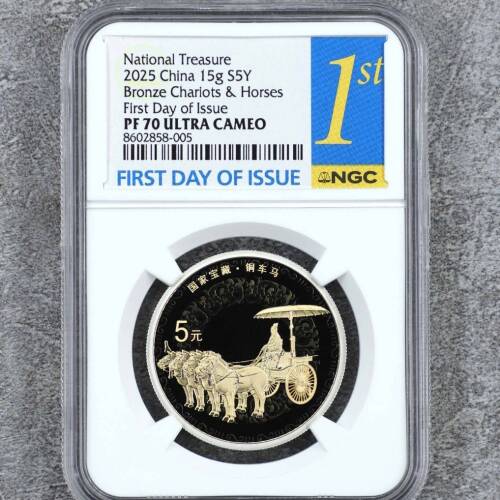 National Treasure
2025 China 15g S5Y
Bronze Chariots & Horses
First Day of Issue
PF 70 ULTRA CAMEO
8602858-005
FIRST DAY OF ISSUE
1st
NGC
国家宝藏·铜车马
5元